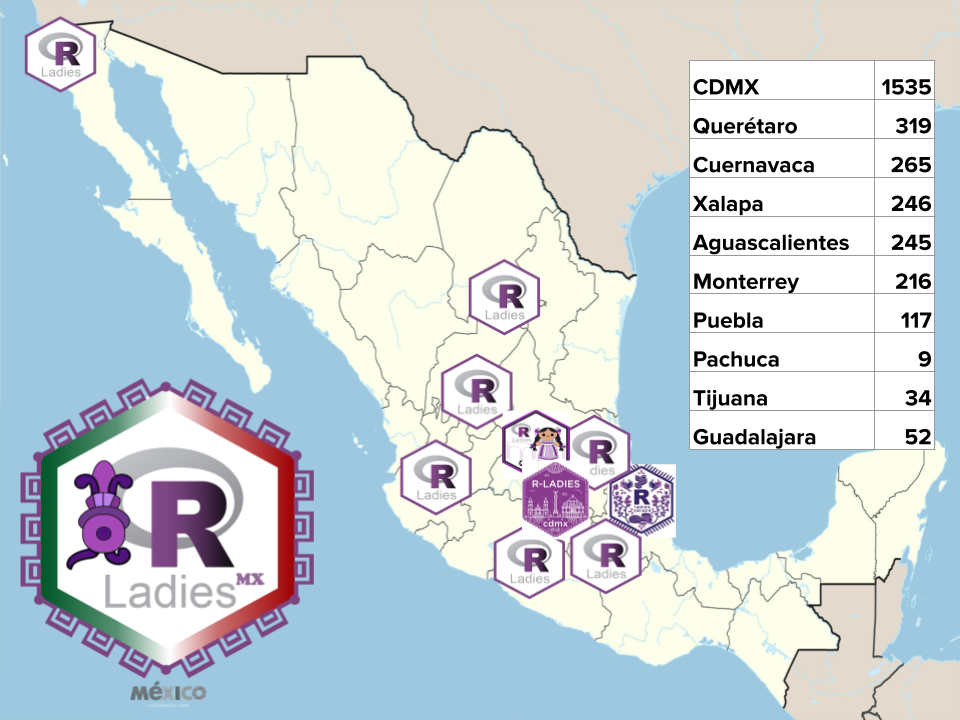 R
Ladies
CDMX 1535
Querétaro 319
Cuernavaca 265
Xalapa 246
Aguascalientes 245
Monterrey 216
Puebla 117
Pachuca 9
Tijuana 34
Guadalajara 52
R
Ladies
R
Ladies
R
Ladies
R
dies
R
Ladies
R-LADIES
cdmx
R
R
Ladies
R
Ladies
R
Ladies MX
MéXICO